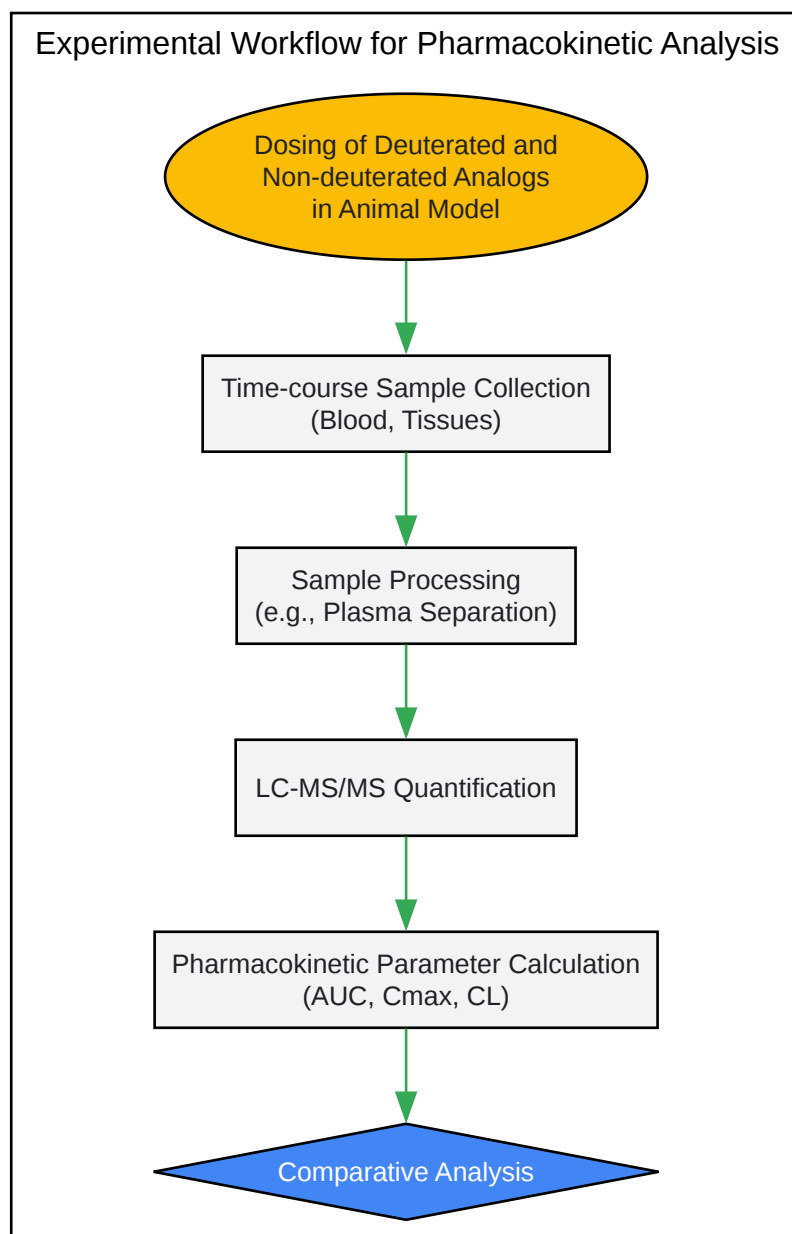 Experimental Workflow for Pharmacokinetic Analysis
Dosing of Deuterated and
Non-deuterated Analogs
in Animal Model
Time-course Sample Collection
(Blood, Tissues)
Sample Processing
(e.g., Plasma Separation)
LC-MS/MS Quantification
Pharmacokinetic Parameter Calculation
(AUC, Cmax, CL)
Comparative Analysis